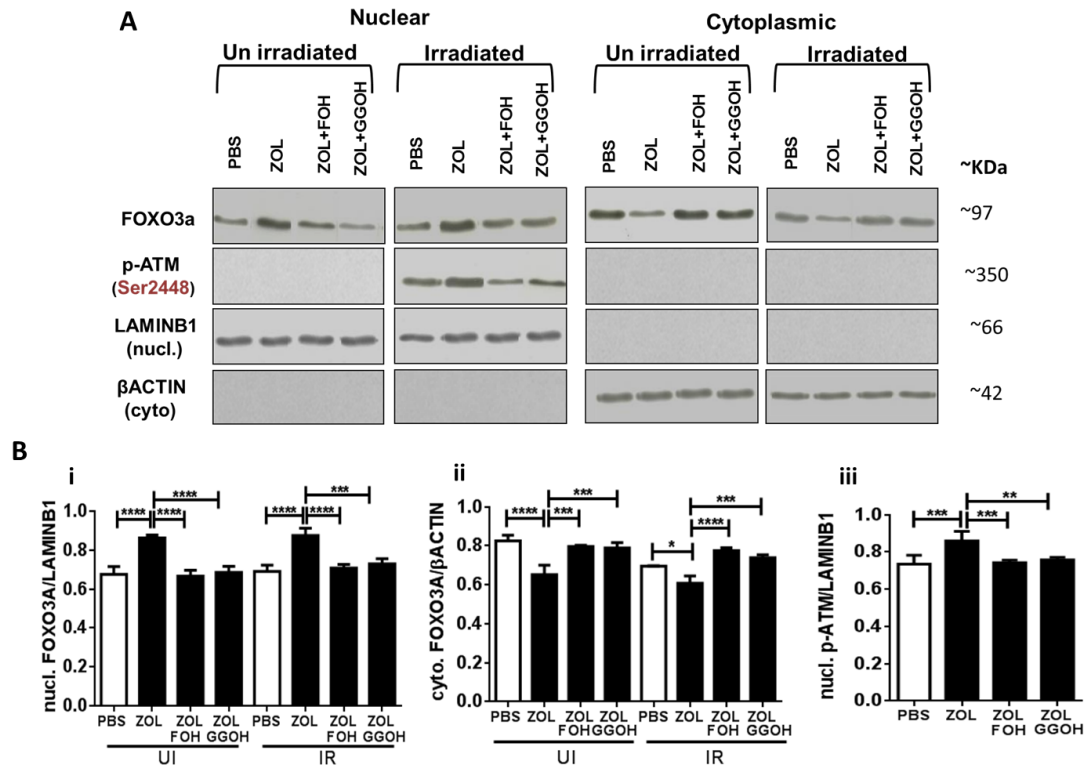 A
Nuclear
Cytoplasmic
Un irradiated
Irradiated
Un irradiated
Irradiated
PBS
ZOL
ZOL+FOH
ZOL+GGOH
PBS
ZOL
ZOL+FOH
ZOL+GGOH
PBS
ZOL
ZOL+FOH
ZOL+GGOH
PBS
ZOL
ZOL+FOH
ZOL+GGOH
~KDa
FOXO3a
~97
p-ATM
(Ser2448)
~350
LAMINB1
(nucl.)
~66
βACTIN
(cyto)
~42
B
i
nucl. FOXO3A/LAMINB1
1.0
0.8
0.6
0.4
0.2
0.0
**** **** ****
**** **** ***
PBS ZOL ZOL ZOL PBS ZOL ZOL ZOL
FOH GGOH FOH GGOH
UI IR
ii
cyto. FOXO3A/βACTIN
1.0
0.8
0.6
0.4
0.2
0.0
**** *** ***
* **** ***
PBS ZOL ZOL ZOL PBS ZOL ZOL ZOL
FOH GGOH FOH GGOH
UI IR
iii
nucl. p-ATM/LAMINB1
1.0
0.8
0.6
0.4
0.2
0.0
*** *** **
PBS ZOL ZOL ZOL
FOH GGOH